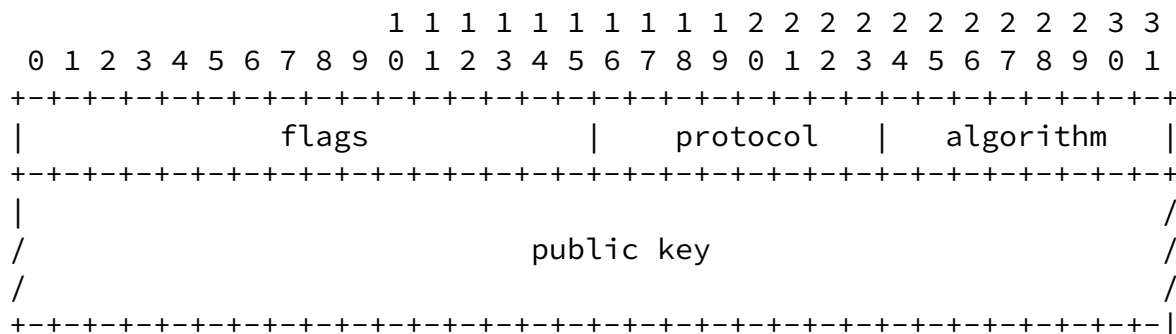 1 1 1 1 1 1 1 1 1 1 2 2 2 2 2 2 2 2 2 2 3 3
 0 1 2 3 4 5 6 7 8 9 0 1 2 3 4 5 6 7 8 9 0 1 2 3 4 5 6 7 8 9 0 1
+-+-+-+-+-+-+-+-+-+-+-+-+-+-+-+-+-+-+-+-+-+-+-+-+-+-+-+-+-+-+-+-+
|              flags            |    protocol   |   algorithm   |
+-+-+-+-+-+-+-+-+-+-+-+-+-+-+-+-+-+-+-+-+-+-+-+-+-+-+-+-+-+-+-+-+
|                                                               /
/                            public key                         /
/                                                               /
+-+-+-+-+-+-+-+-+-+-+-+-+-+-+-+-+-+-+-+-+-+-+-+-+-+-+-+-+-+-+-+-|